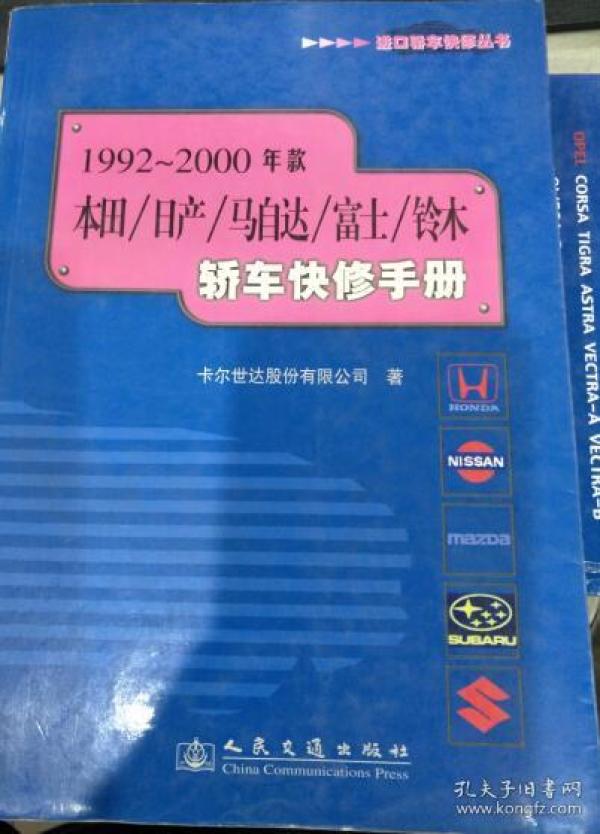 进口轿车快修丛书
1992~2000 年款
本田/日产/马自达/富士/铃木
轿车快修手册
卡尔世达股份有限公司 著
HONDA
NISSAN
mazda
SUBARU
人民交通出版社
China Communications Press
OPEL CORSA TIGRA ASTRA VECTRA-A VECTRA-B
孔夫子旧书网
www.kongfz.com